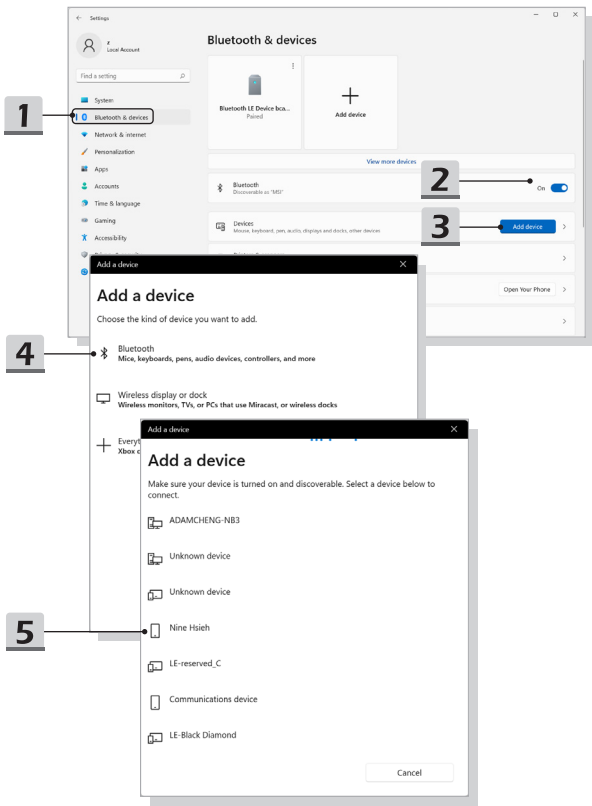 Settings
z
Local Account
Find a setting
System
Bluetooth & devices
Network & internet
Personalization
Apps
Accounts
Time & language
Gaming
Accessibility
Bluetooth & devices
Bluetooth LE Device bca...
Paired
Add device
View more devices
Bluetooth
Discoverable as "MSI"
On
Devices
Mouse, keyboard, pen, audio, displays and docks, other devices
Add device
Open Your Phone
1
2
3
Add a device
Add a device
Choose the kind of device you want to add.
4
Bluetooth
Mice, keyboards, pens, audio devices, controllers, and more
Wireless display or dock
Wireless monitors, TVs, or PCs that use Miracast, or wireless docks
Add a device
Add a device
Make sure your device is turned on and discoverable. Select a device below to
connect.
ADAMCHENG-NB3
Unknown device
Unknown device
5
Nine Hsieh
LE-reserved_C
Communications device
LE-Black Diamond
Cancel